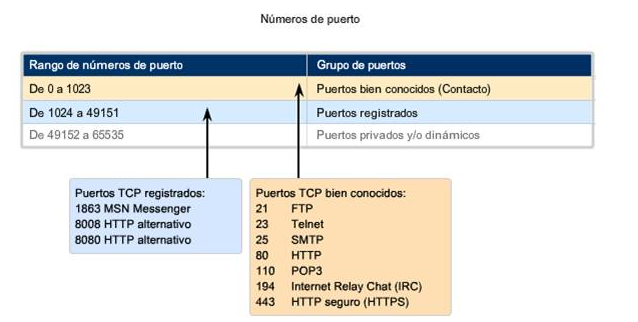 Números de puerto
Rango de números de puerto Grupo de puertos
De 0 a 1023 Puertos bien conocidos (Contacto)
De 1024 a 49151 Puertos registrados
De 49152 a 65535 Puertos privados y/o dinámicos
Puertos TCP registrados:
1863 MSN Messenger
8008 HTTP alternativo
8080 HTTP alternativo
Puertos TCP bien conocidos:
21 FTP
23 Telnet
25 SMTP
80 HTTP
110 POP3
194 Internet Relay Chat (IRC)
443 HTTP seguro (HTTPS)